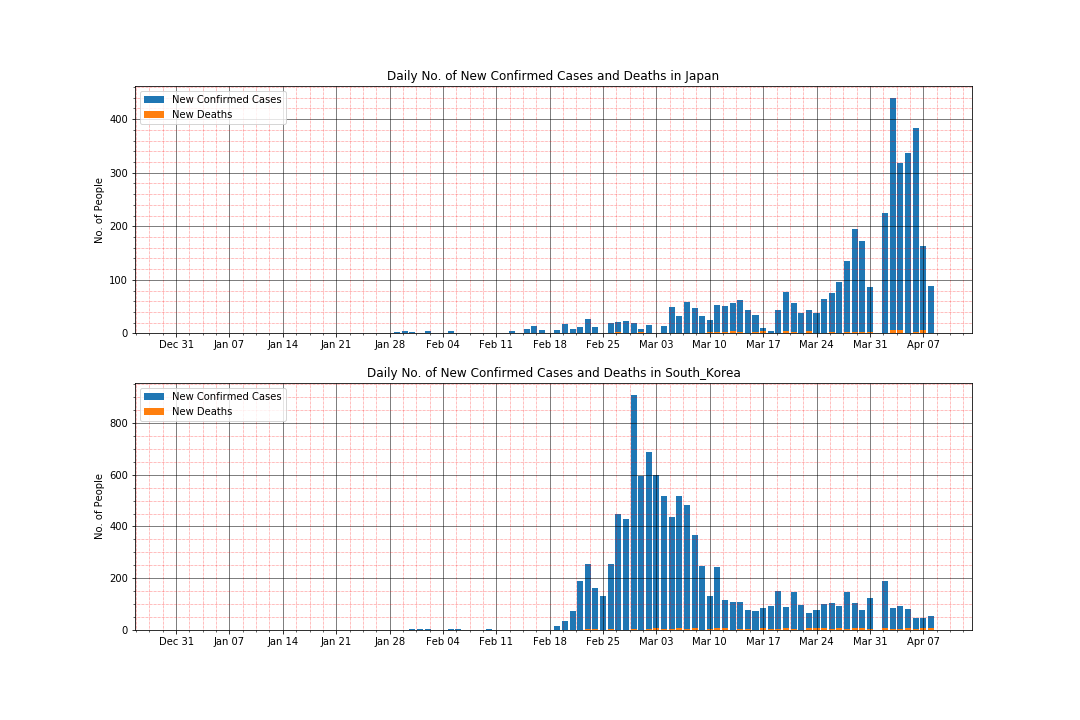 Daily No. of New Confirmed Cases and Deaths in Japan
New Confirmed Cases
New Deaths
No. of People
400
300
200
100
0
Dec 31 Jan 07 Jan 14 Jan 21 Jan 28 Feb 04 Feb 11 Feb 18 Feb 25 Mar 03 Mar 10 Mar 17 Mar 24 Mar 31 Apr 07
Daily No. of New Confirmed Cases and Deaths in South_Korea
New Confirmed Cases
New Deaths
No. of People
800
600
400
200
0
Dec 31 Jan 07 Jan 14 Jan 21 Jan 28 Feb 04 Feb 11 Feb 18 Feb 25 Mar 03 Mar 10 Mar 17 Mar 24 Mar 31 Apr 07